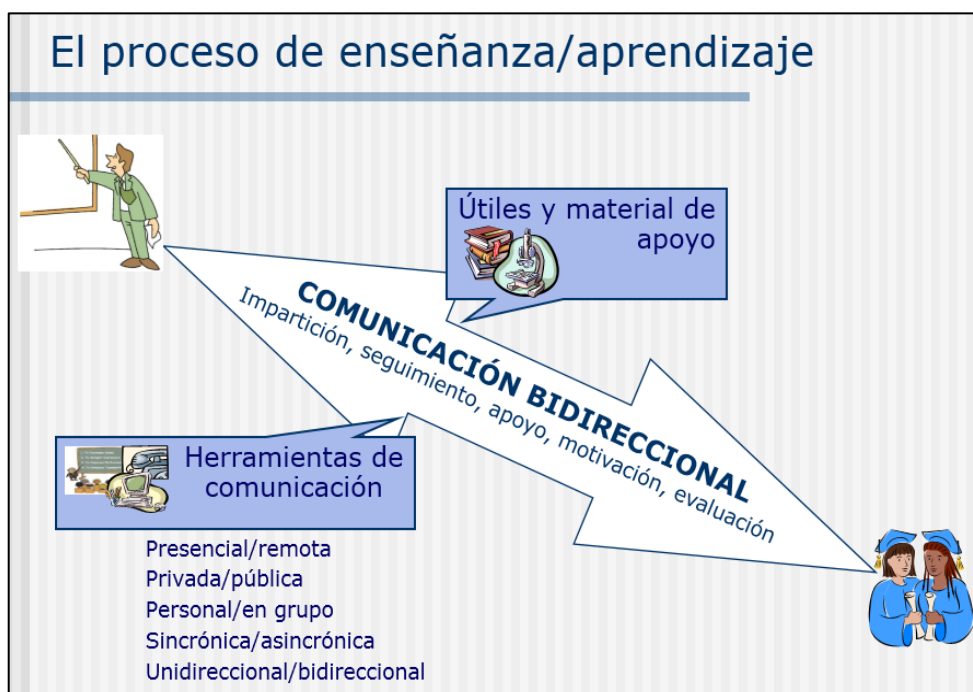 El proceso de enseñanza/aprendizaje
Útiles y material de
apoyo
COMUNICACIÓN BIDIRECCIONAL
Impartición, seguimiento, apoyo, motivación, evaluación
Herramientas de
comunicación
Presencial/remota
Privada/pública
Personal/en grupo
Sincrónica/asincrónica
Unidireccional/bidireccional